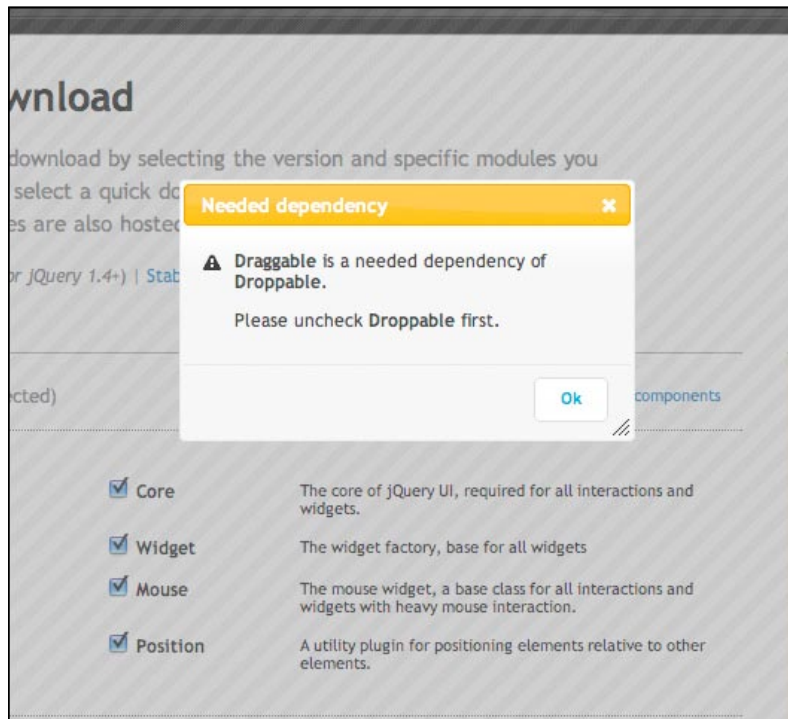 wnload
download by selecting the version and specific modules you
select a quick do
es are also hosted
Needed dependency
Draggable is a needed dependency of
Droppable.
Please uncheck Droppable first.
Ok
or jQuery 1.4+) | Stab
ected)
components
Core
The core of jQuery UI, required for all interactions and
widgets.
Widget
The widget factory, base for all widgets
Mouse
The mouse widget, a base class for all interactions and
widgets with heavy mouse interaction.
Position
A utility plugin for positioning elements relative to other
elements.